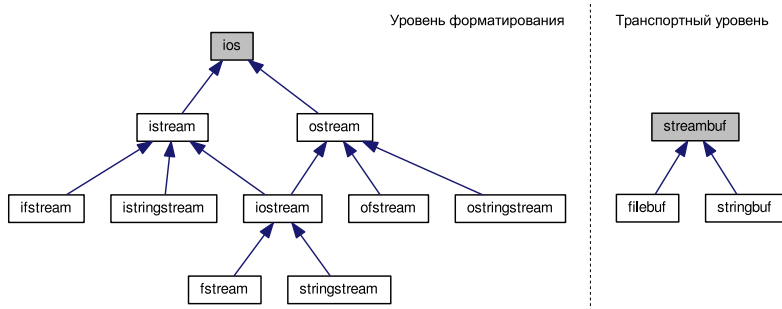 Уровень форматирования
Транспортный уровень
ios
istream
ostream
streambuf
ifstream
istringstream
iostream
ofstream
ostringstream
filebuf
stringbuf
fstream
stringstream